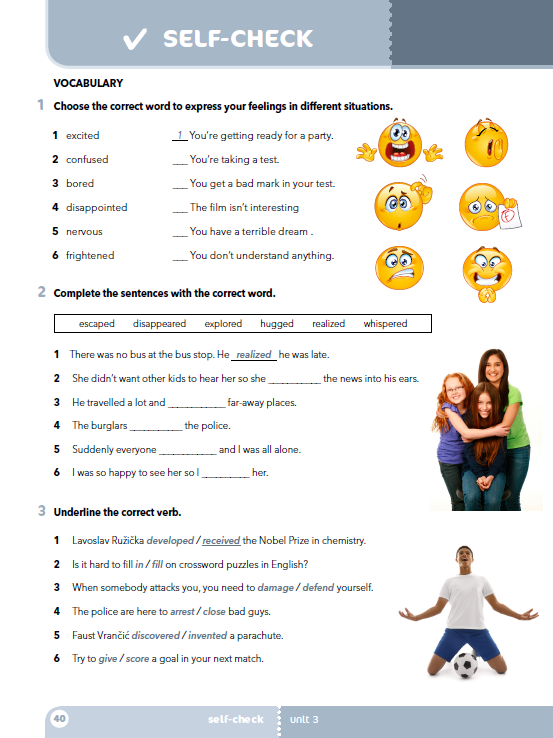 ✓ SELF-CHECK
VOCABULARY
1 Choose the correct word to express your feelings in different situations.
1 excited _1_ You're getting ready for a party.
2 confused ___ You're taking a test.
3 bored ___ You get a bad mark in your test.
4 disappointed ___ The film isn't interesting
5 nervous ___ You have a terrible dream .
6 frightened ___ You don't understand anything.
2 Complete the sentences with the correct word.
escaped disappeared explored hugged realized whispered
1 There was no bus at the bus stop. He _realized_ he was late.
2 She didn't want other kids to hear her so she __________ the news into his ears.
3 He travelled a lot and ___________ far-away places.
4 The burglars __________ the police.
5 Suddenly everyone ___________ and I was all alone.
6 I was so happy to see her so I _________ her.
3 Underline the correct verb.
1 Lavoslav Ružička developed / received the Nobel Prize in chemistry.
2 Is it hard to fill in / fill on crossword puzzles in English?
3 When somebody attacks you, you need to damage / defend yourself.
4 The police are here to arrest / close bad guys.
5 Faust Vrančić discovered / invented a parachute.
6 Try to give / score a goal in your next match.
40 self-check unit 3